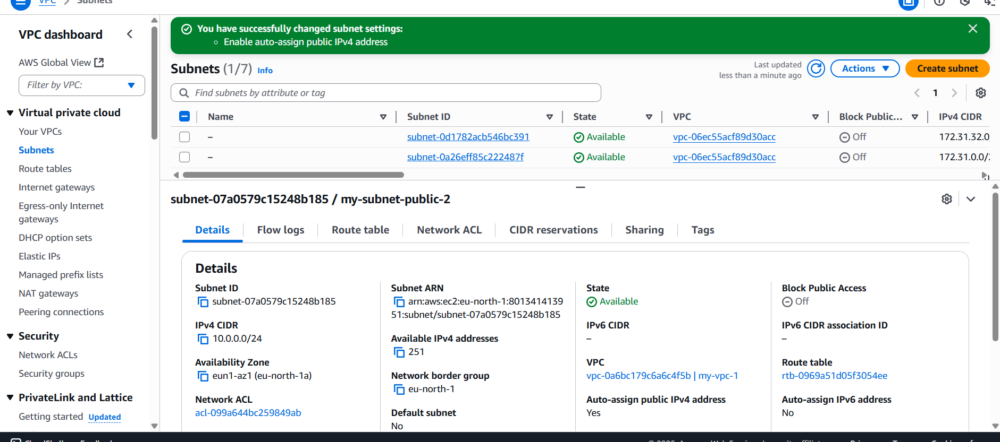 VPC Subnets
VPC dashboard
AWS Global View
Filter by VPC:
Virtual private cloud
Your VPCs
Subnets
Route tables
Internet gateways
Egress-only Internet
gateways
DHCP option sets
Elastic IPs
Managed prefix lists
NAT gateways
Peering connections
Security
Network ACLs
Security groups
PrivateLink and Lattice
Getting started Updated
You have successfully changed subnet settings:
Enable auto-assign public IPv4 address
Subnets (1/7) Info
Last updated
less than a minute ago
Actions
Create subnet
Find subnets by attribute or tag
1
Name Subnet ID State VPC Block Public... IPv4 CIDR
– subnet-0d1782acb546bc391 Available vpc-06ec55acf89d30acc Off 172.31.32.0
– subnet-0a26eff85c222487f Available vpc-06ec55acf89d30acc Off 172.31.0.0/2
subnet-07a0579c15248b185 / my-subnet-public-2
Details Flow logs Route table Network ACL CIDR reservations Sharing Tags
Details
Subnet ID
subnet-07a0579c15248b185
IPv4 CIDR
10.0.0.0/24
Availability Zone
eun1-az1 (eu-north-1a)
Network ACL
acl-099a644bc259849ab
Subnet ARN
arn:aws:ec2:eu-north-1:8013414139
51:subnet/subnet-07a0579c15248b185
Available IPv4 addresses
251
Network border group
eu-north-1
Default subnet
No
State
Available
IPv6 CIDR
–
VPC
vpc-0a6bc179c6a6c4f5b | my-vpc-1
Auto-assign public IPv4 address
Yes
Block Public Access
Off
IPv6 CIDR association ID
–
Route table
rtb-0969a51d05f3054ee
Auto-assign IPv6 address
No